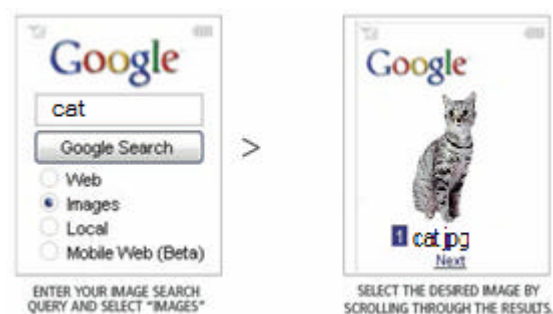 Google
cat
Google Search
Web
Images
Local
Mobile Web (Beta)
ENTER YOUR IMAGE SEARCH
QUERY AND SELECT "IMAGES"
>
Google
1 cat.jpg
Next
SELECT THE DESIRED IMAGE BY
SCROLLING THROUGH THE RESULTS.